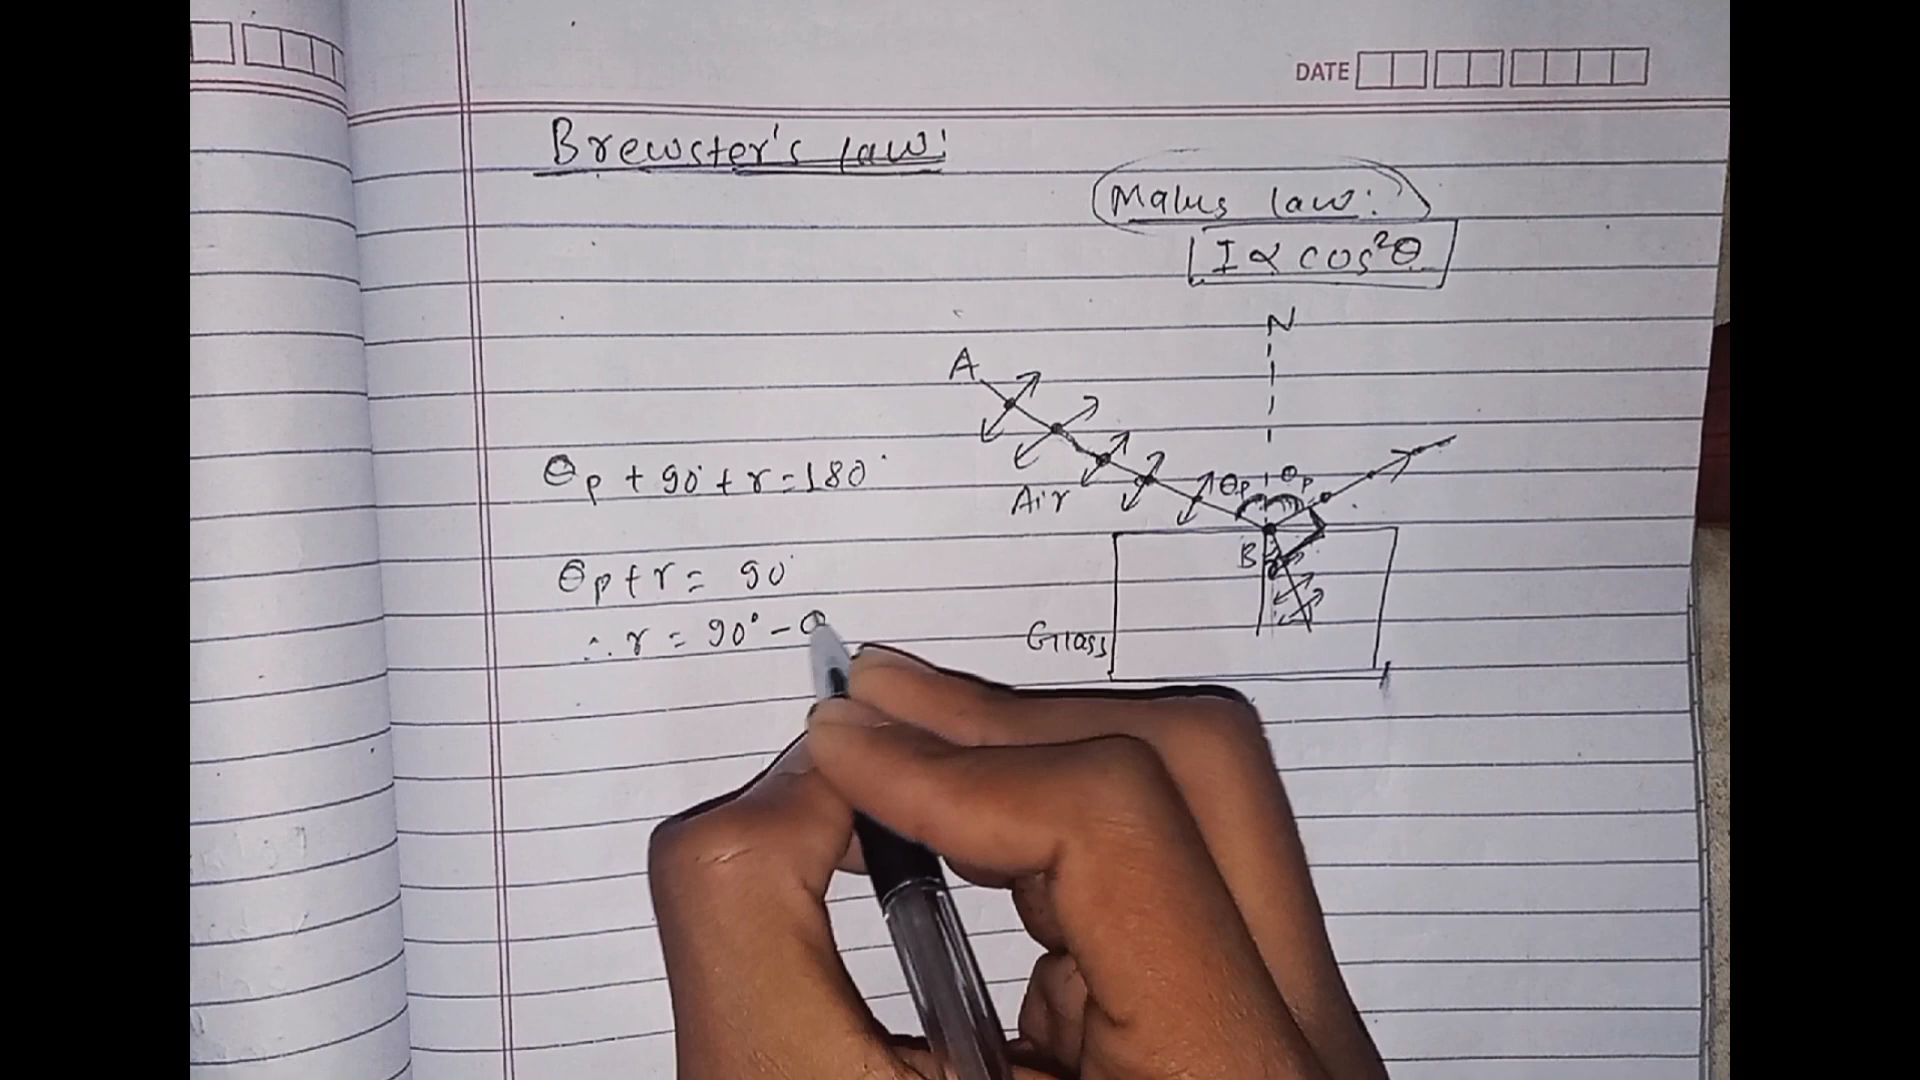 DATE
Brewster's law:
Malus law:
I ∝ cos²θ
N
A
θp + 90° + r = 180°
Air
θp θp
B
θp + r = 90°
∴ r = 90° - θ
Glass